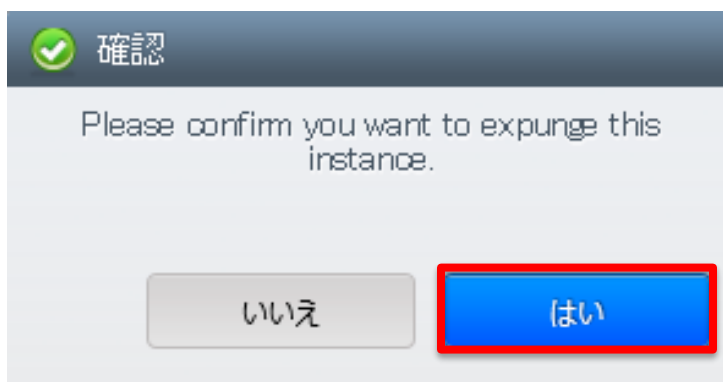 確認
Please confirm you want to expunge this
instance.
いいえ
はい